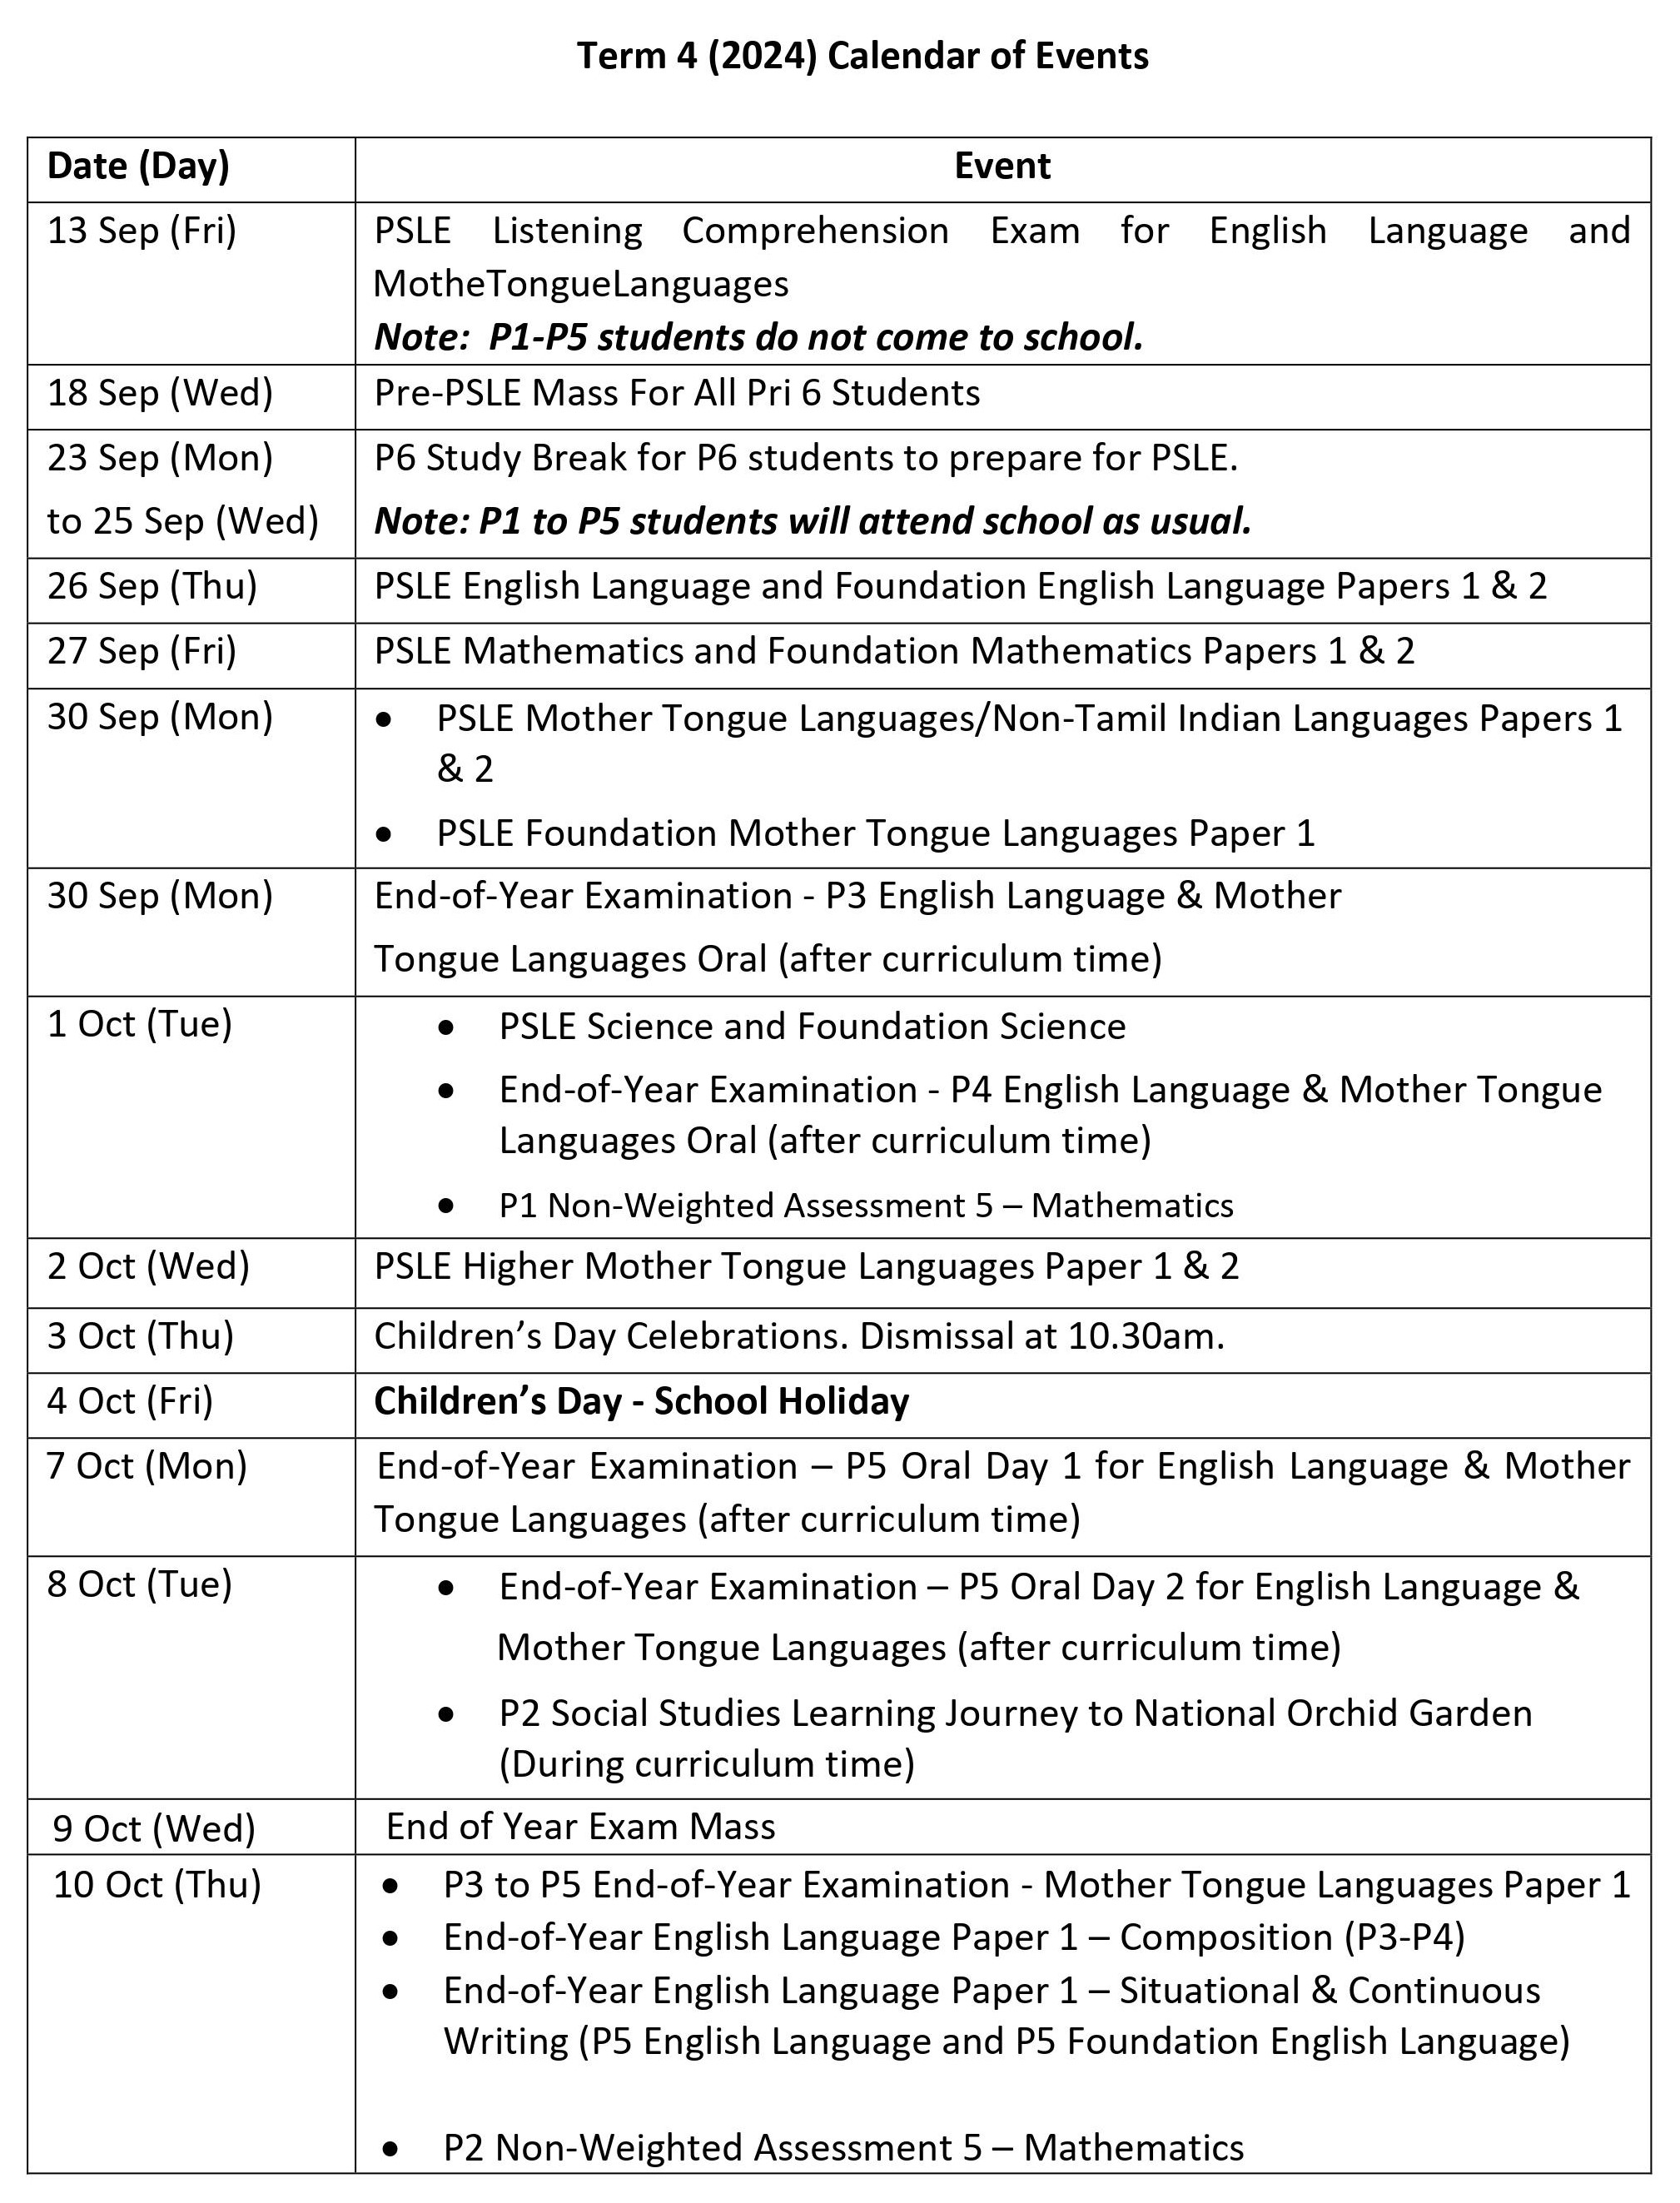 Term 4 (2024) Calendar of Events
Date (Day)
Event
13 Sep (Fri)
PSLE Listening Comprehension Exam for English Language and
MotheTongueLanguages
Note:  P1-P5 students do not come to school.
18 Sep (Wed)
Pre-PSLE Mass For All Pri 6 Students
23 Sep (Mon)
to 25 Sep (Wed)
P6 Study Break for P6 students to prepare for PSLE.
Note: P1 to P5 students will attend school as usual.
26 Sep (Thu)
PSLE English Language and Foundation English Language Papers 1 & 2
27 Sep (Fri)
PSLE Mathematics and Foundation Mathematics Papers 1 & 2
30 Sep (Mon)
• PSLE Mother Tongue Languages/Non-Tamil Indian Languages Papers 1
& 2
• PSLE Foundation Mother Tongue Languages Paper 1
30 Sep (Mon)
End-of-Year Examination - P3 English Language & Mother
Tongue Languages Oral (after curriculum time)
1 Oct (Tue)
• PSLE Science and Foundation Science
• End-of-Year Examination - P4 English Language & Mother Tongue
Languages Oral (after curriculum time)
• P1 Non-Weighted Assessment 5 – Mathematics
2 Oct (Wed)
PSLE Higher Mother Tongue Languages Paper 1 & 2
3 Oct (Thu)
Children’s Day Celebrations. Dismissal at 10.30am.
4 Oct (Fri)
Children’s Day - School Holiday
7 Oct (Mon)
End-of-Year Examination – P5 Oral Day 1 for English Language & Mother
Tongue Languages (after curriculum time)
8 Oct (Tue)
• End-of-Year Examination – P5 Oral Day 2 for English Language &
Mother Tongue Languages (after curriculum time)
• P2 Social Studies Learning Journey to National Orchid Garden
(During curriculum time)
9 Oct (Wed)
End of Year Exam Mass
10 Oct (Thu)
• P3 to P5 End-of-Year Examination - Mother Tongue Languages Paper 1
• End-of-Year English Language Paper 1 – Composition (P3-P4)
• End-of-Year English Language Paper 1 – Situational & Continuous
Writing (P5 English Language and P5 Foundation English Language)
• P2 Non-Weighted Assessment 5 – Mathematics